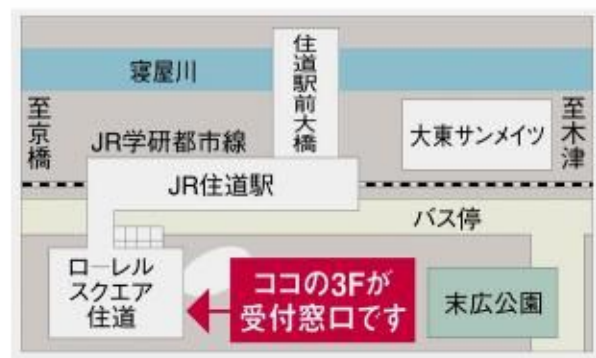 住道駅前大橋
寝屋川
至京橋
JR学研都市線
大東サンメイツ
至木津
JR住道駅
バス停
ローレル
スクエア
住道
ココの3Fが
受付窓口です
末広公園